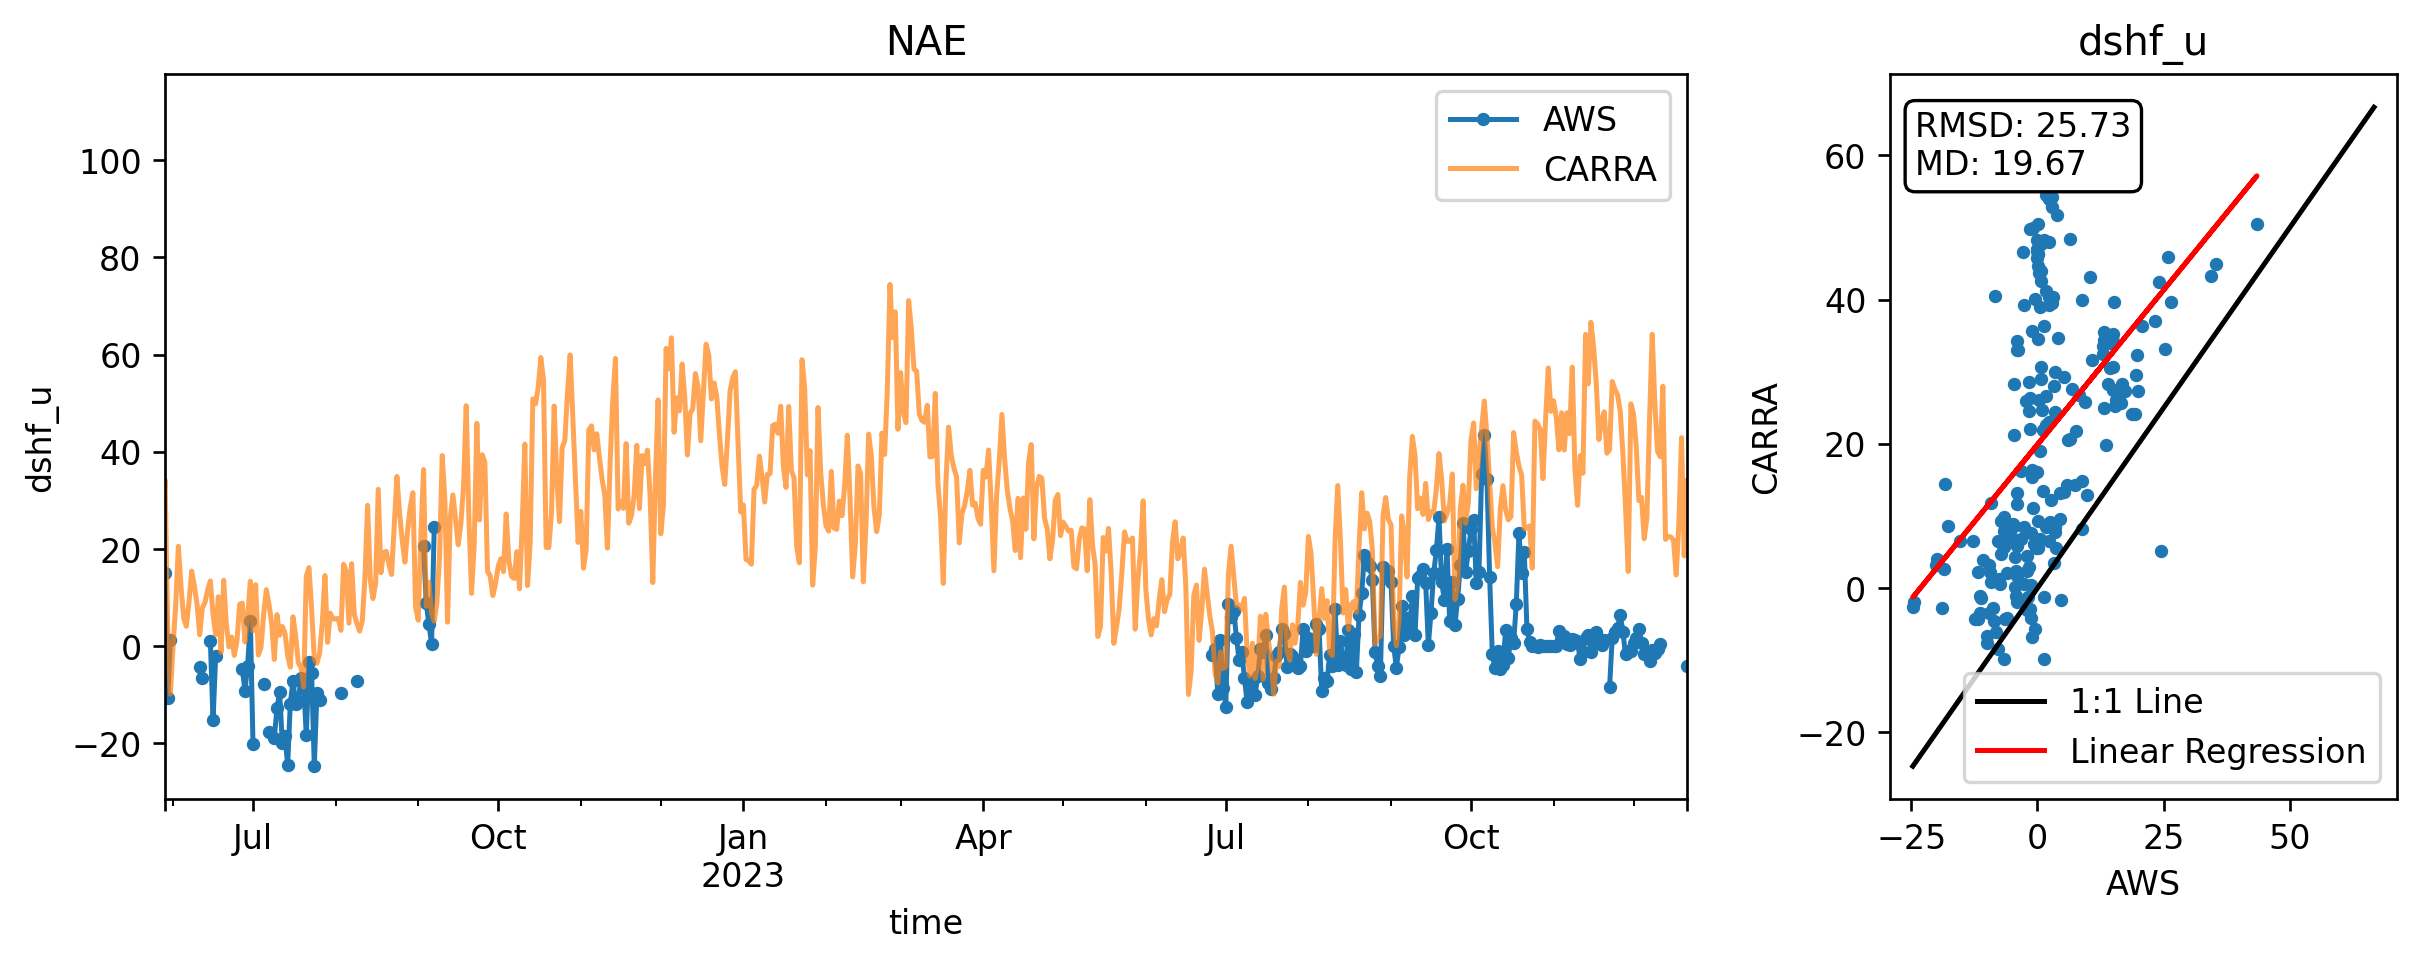 NAE
dshf_u
100
80
60
40
20
0
−20
AWS
CARRA
Jul
Oct
Jan
2023
Apr
Jul
Oct
time
dshf_u
CARRA
60
40
20
0
−20
RMSD: 25.73
MD: 19.67
1:1 Line
Linear Regression
−25
0
25
50
AWS